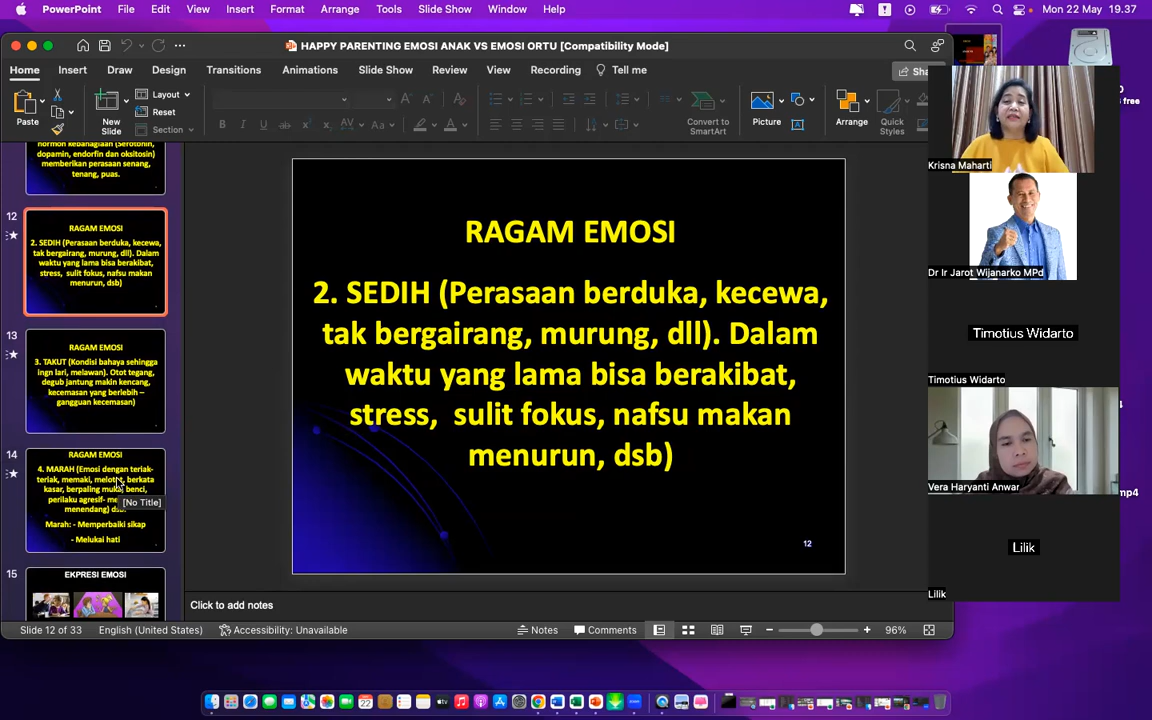 PowerPoint File Edit View Insert Format Arrange Tools Slide Show Window Help Mon 22 May 19.37
HAPPY PARENTING EMOSI ANAK VS EMOSI ORTU [Compatibility Mode]
Home Insert Draw Design Transitions Animations Slide Show Review View Recording Tell me Sha
Paste
New
Slide
Layout
Reset
Section
Convert to
SmartArt
Picture
Arrange
Quick
Styles
free
hormon kebahagiaan (Serotonin,
dopamin, endorfin dan oksitosin)
memberikan perasaan senang,
tenang, puas.
12
RAGAM EMOSI
2. SEDIH (Perasaan berduka, kecewa,
tak bergairang, murung, dll). Dalam
waktu yang lama bisa berakibat,
stress, sulit fokus, nafsu makan
menurun, dsb)
13
RAGAM EMOSI
3. TAKUT (Kondisi bahaya sehingga
ingn lari, melawan). Otot tegang,
degub jantung makin kencang,
kecemasan yang berlebih –
gangguan kecemasan)
14
RAGAM EMOSI
4. MARAH (Emosi dengan teriak-
teriak, memaki, melotot, berkata
kasar, berpaling muka, benci,
perilaku agresif-
menendang)
[No Title]
Marah: - Memperbaiki sikap
- Melukai hati
15
EKPRESI EMOSI
RAGAM EMOSI
2. SEDIH (Perasaan berduka, kecewa,
tak bergairang, murung, dll). Dalam
waktu yang lama bisa berakibat,
stress, sulit fokus, nafsu makan
menurun, dsb)
12
Click to add notes
Slide 12 of 33 English (United States) Accessibility: Unavailable Notes Comments 96%
Krisna Maharti
Dr Ir Jarot Wijanarko MPd
Timotius Widarto
Timotius Widarto
Vera Haryanti Anwar
Lilik
Lilik
mp4